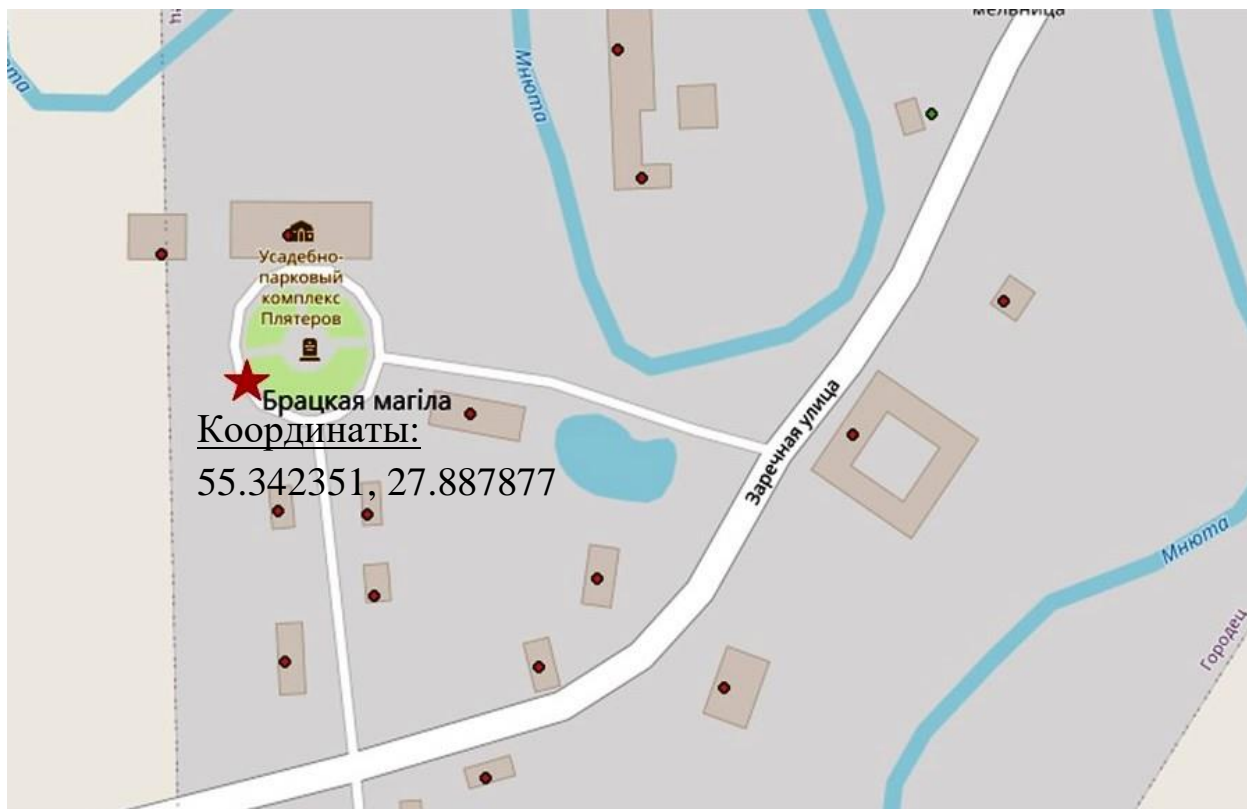 мельница
Мнюта
Усадебно-
парковый
комплекс
Плятеров
Брацкая магіла
Координаты:
55.342351, 27.887877
Заречная улица
Мнюта
Городец